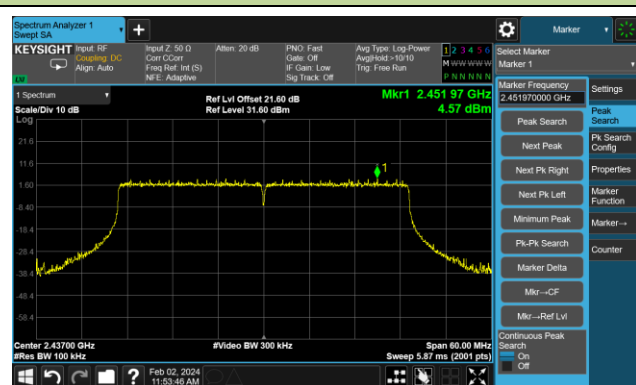 Spectrum Analyzer 1
Swept SA
+
Marker
KEYSIGHT
Input: RF
Coupling: DC
Align: Auto
Input Z: 50 Ω
Corr CCorr
Freq Ref: Int (S)
NFE: Adaptive
Atten: 20 dB
PNO: Fast
Gate: Off
IF Gain: Low
Sig Track: Off
Avg Type: Log-Power
Avg|Hold:>10/10
Trig: Free Run
1 2 3 4 5 6
M W W W W W
P N N N N N
LXI
Select Marker
Marker 1
1 Spectrum
Scale/Div 10 dB
Log
Ref Lvl Offset 21.60 dB
Ref Level 31.60 dBm
Mkr1 2.451 97 GHz
4.57 dBm
21.6
11.6
1.60
-8.40
-18.4
-28.4
-38.4
-48.4
-58.4
1
Center 2.43700 GHz
#Res BW 100 kHz
#Video BW 300 kHz
Span 60.00 MHz
Sweep 5.87 ms (2001 pts)
Marker Frequency
2.451970000 GHz
Peak Search
Next Peak
Next Pk Right
Next Pk Left
Minimum Peak
Pk-Pk Search
Marker Delta
Mkr→CF
Mkr→Ref Lvl
Continuous Peak
Search
On
Off
Settings
Peak
Search
Pk Search
Config
Properties
Marker
Function
Marker→
Counter
?
Feb 02, 2024
11:53:46 AM